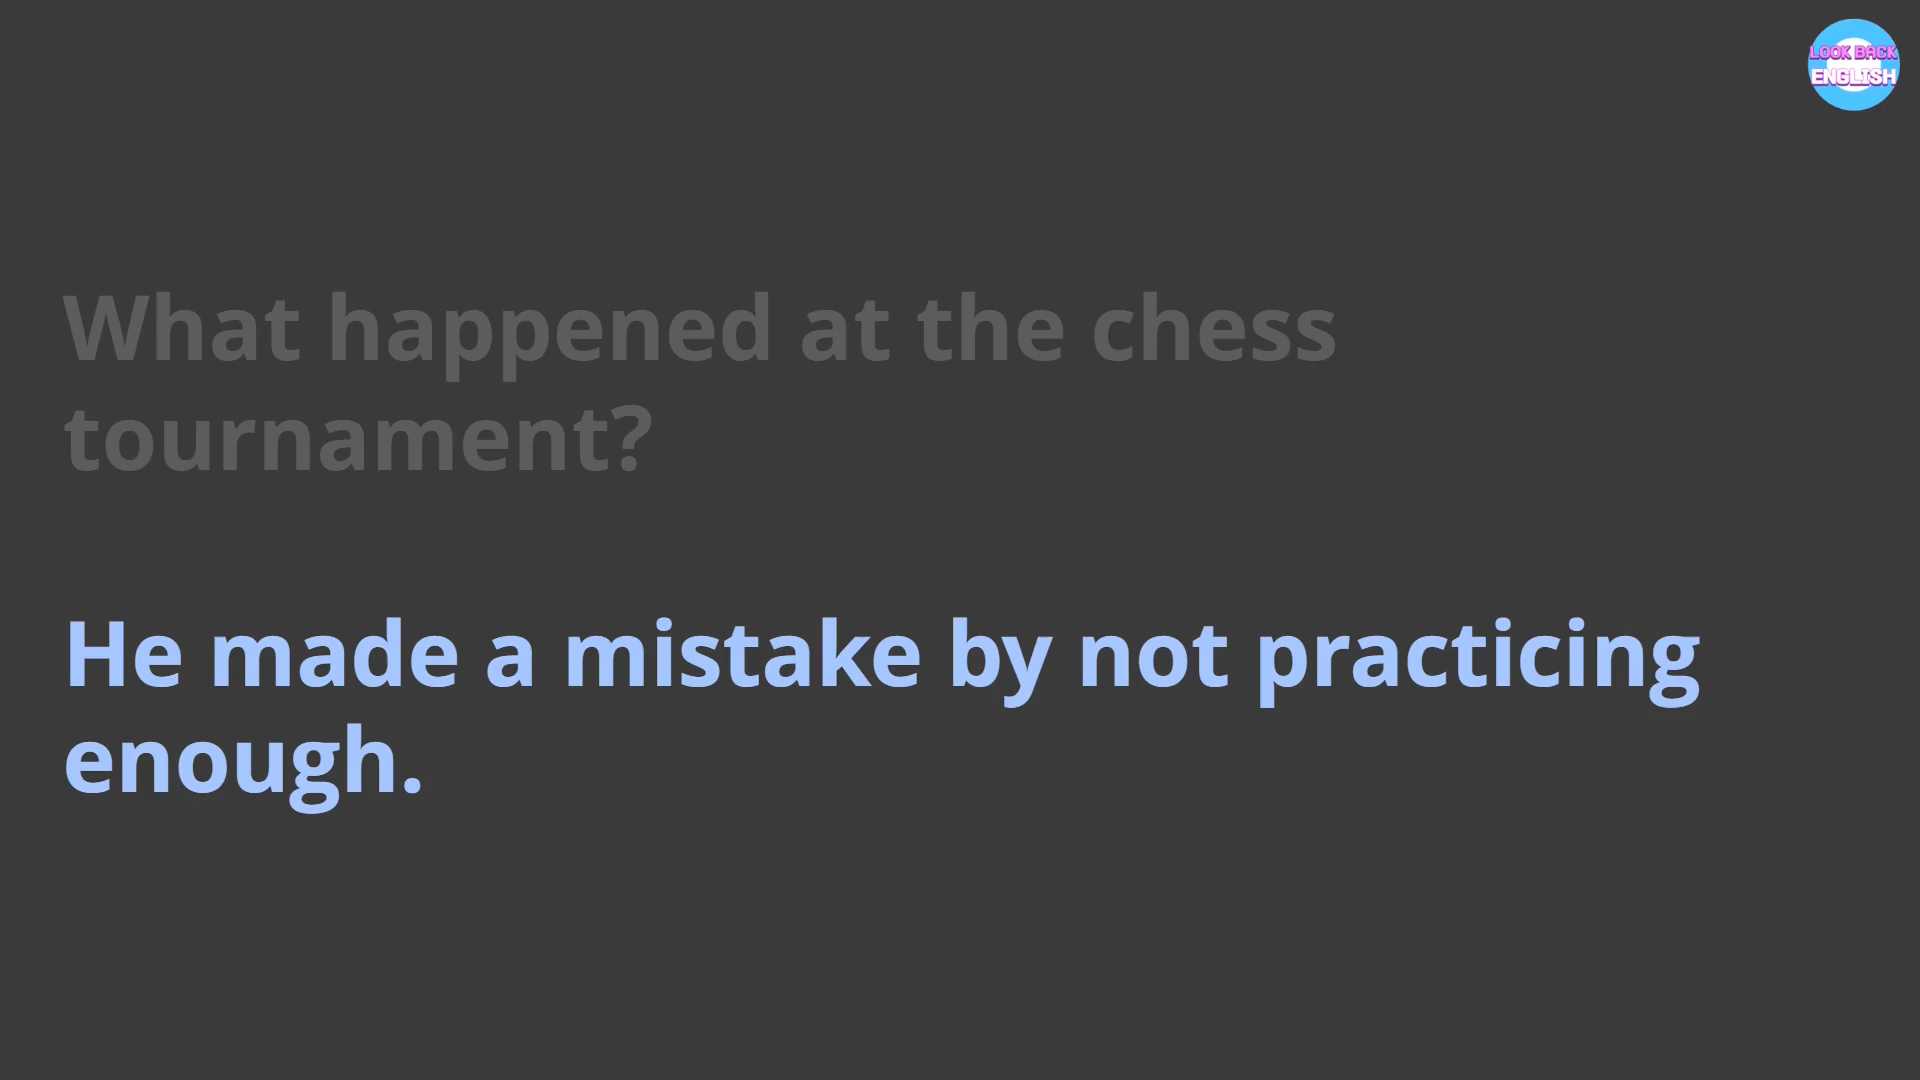 LOOK BACK
ENGLISH
What happened at the chess
tournament?
He made a mistake by not practicing
enough.